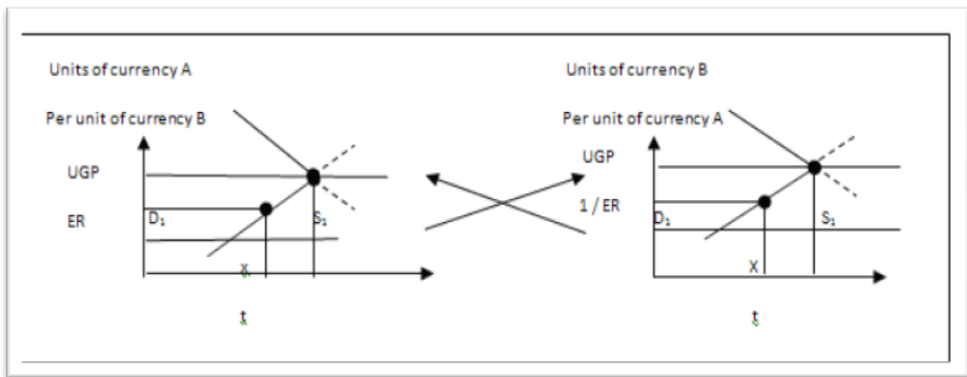 Units of currency A
Per unit of currency B
UGP
ER
D₁
S₁
X
t
Units of currency B
Per unit of currency A
UGP
1 / ER
D₁
S₁
X
t